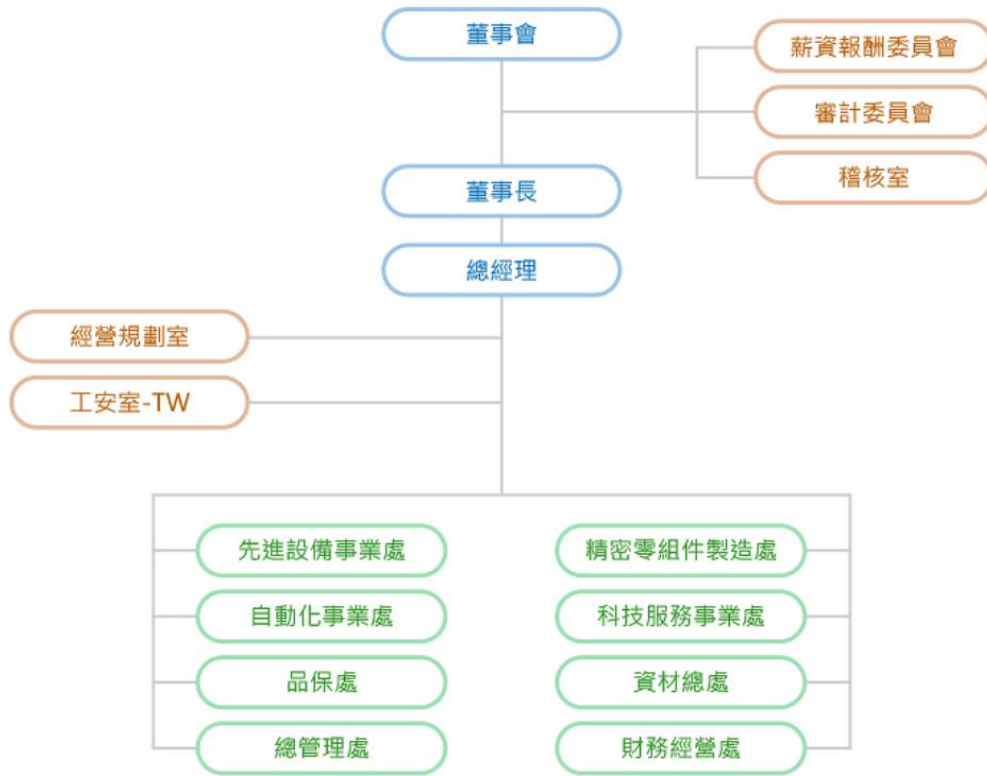 董事會
薪資報酬委員會
審計委員會
稽核室
董事長
總經理
經營規劃室
工安室-TW
先進設備事業處
精密零組件製造處
自動化事業處
科技服務事業處
品保處
資材總處
總管理處
財務經營處